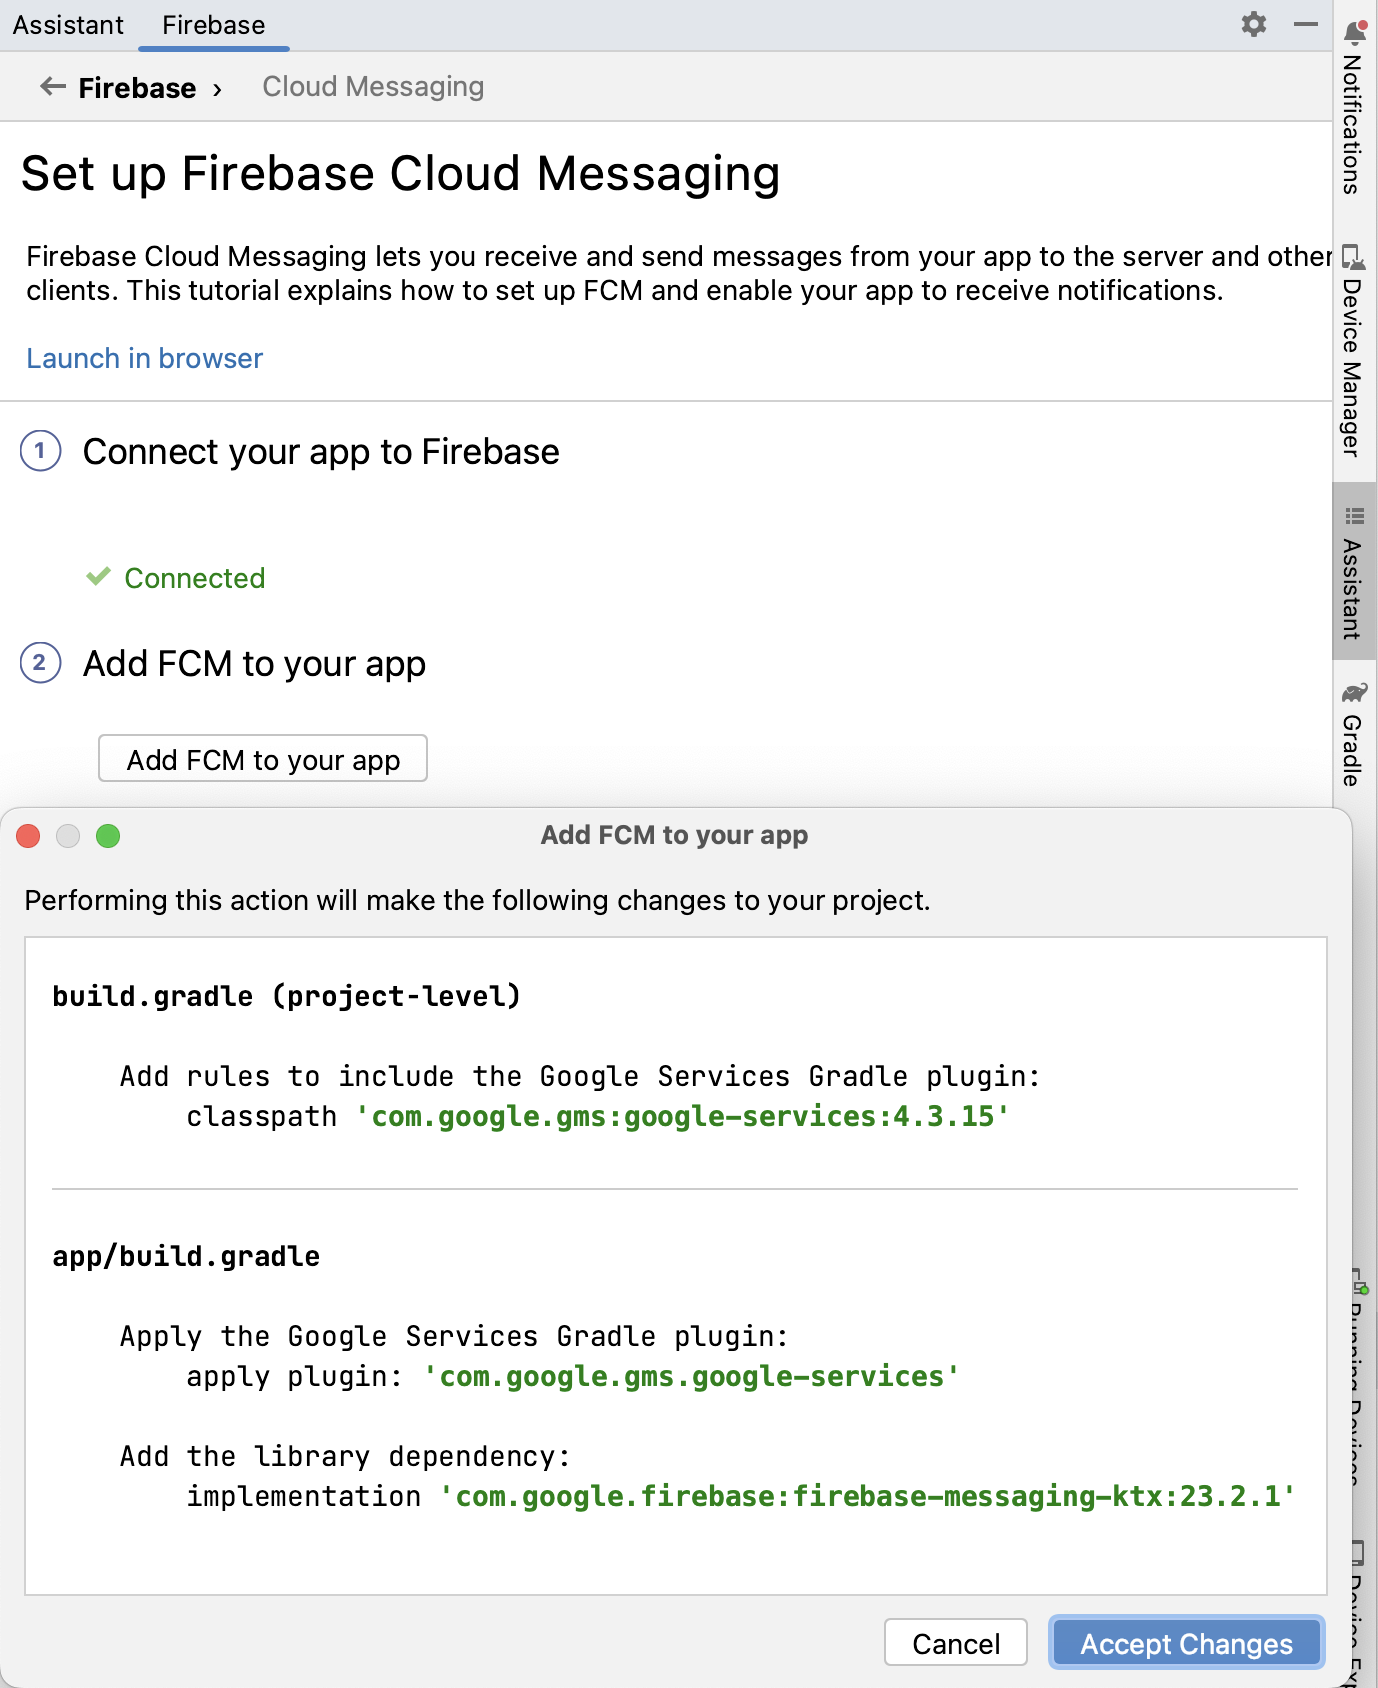 Assistant Firebase
← Firebase › Cloud Messaging
Set up Firebase Cloud Messaging
Firebase Cloud Messaging lets you receive and send messages from your app to the server and other
clients. This tutorial explains how to set up FCM and enable your app to receive notifications.
Launch in browser
1 Connect your app to Firebase
Connected
2 Add FCM to your app
Add FCM to your app
Add FCM to your app
Performing this action will make the following changes to your project.
build.gradle (project-level)
Add rules to include the Google Services Gradle plugin:
classpath 'com.google.gms:google-services:4.3.15'
app/build.gradle
Apply the Google Services Gradle plugin:
apply plugin: 'com.google.gms.google-services'
Add the library dependency:
implementation 'com.google.firebase:firebase-messaging-ktx:23.2.1'
Cancel Accept Changes
Notifications
Device Manager
Assistant
Gradle
Running Devices